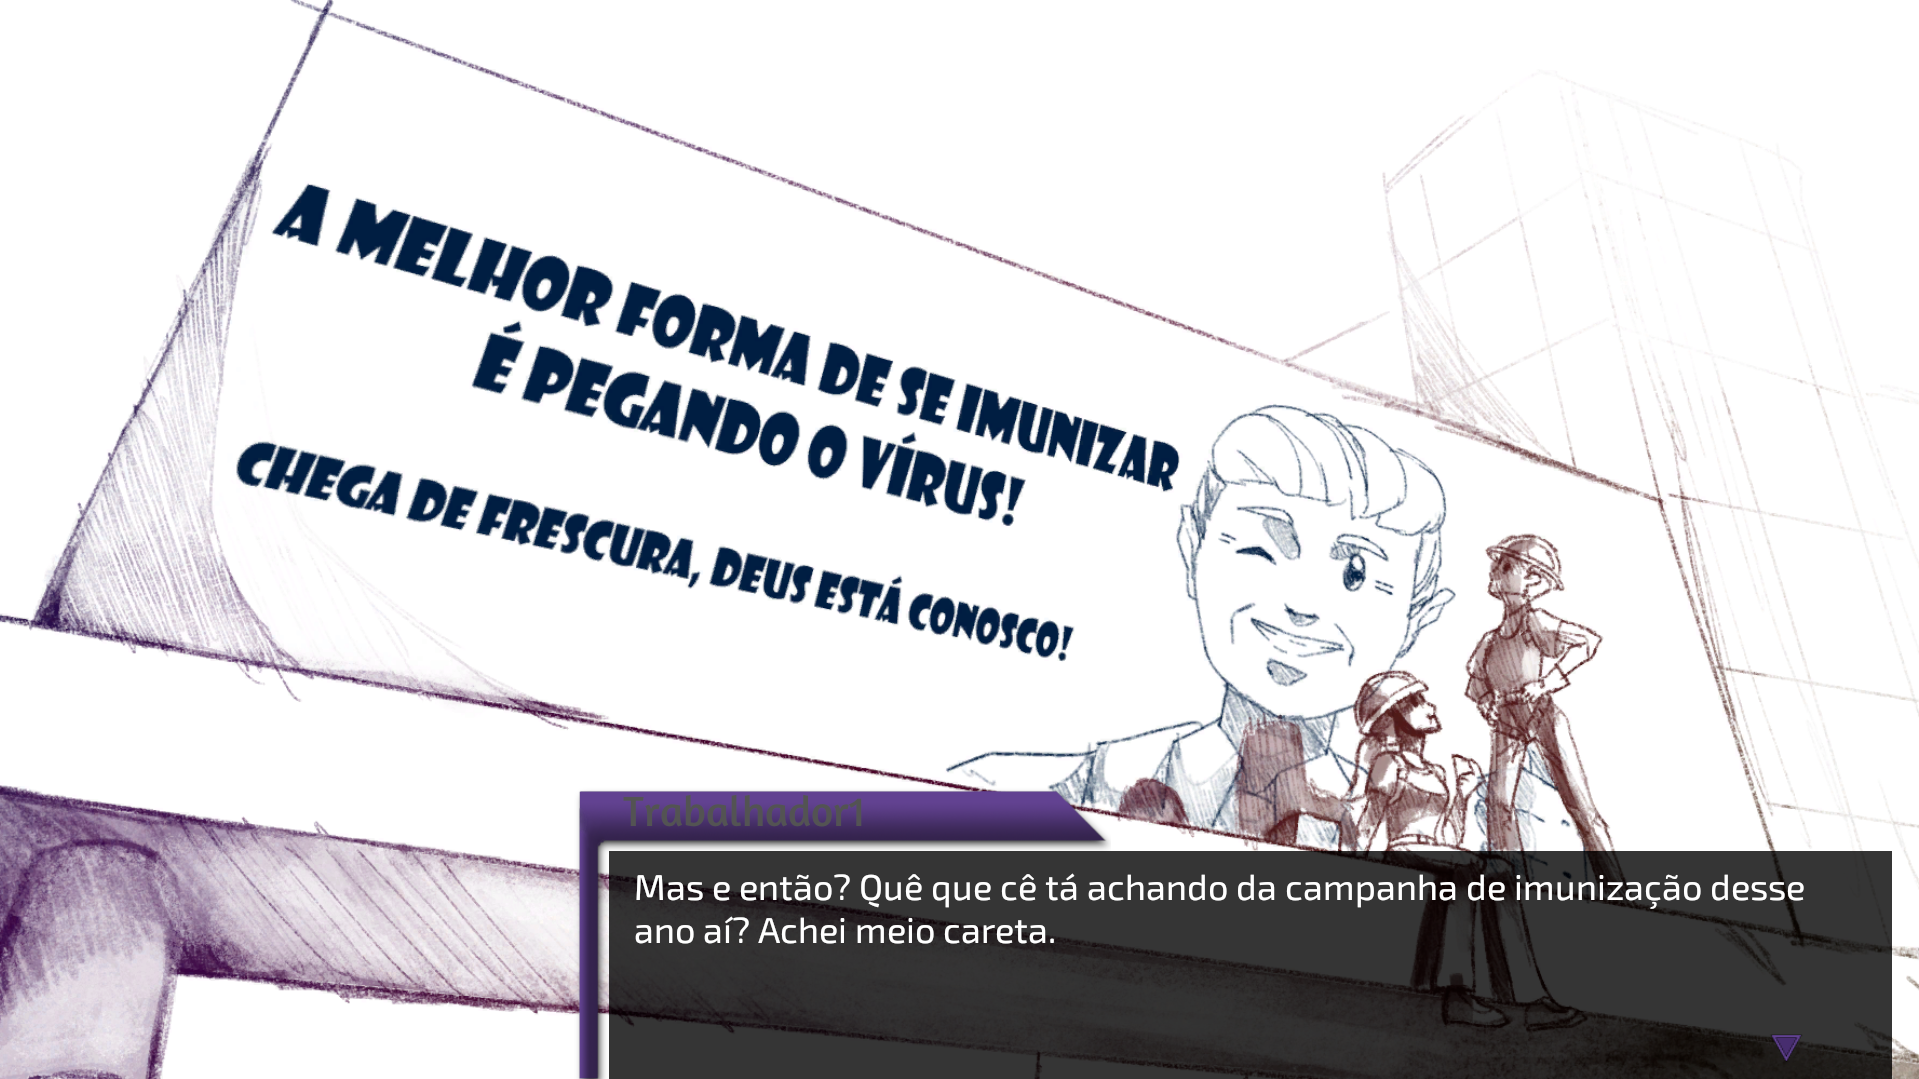 A MELHOR FORMA DE SE IMUNIZAR
É PEGANDO O VÍRUS!
CHEGA DE FRESCURA, DEUS ESTÁ CONOSCO!
Trabalhador1
Mas e então? Quê que cê tá achando da campanha de imunização desse
ano aí? Achei meio careta.